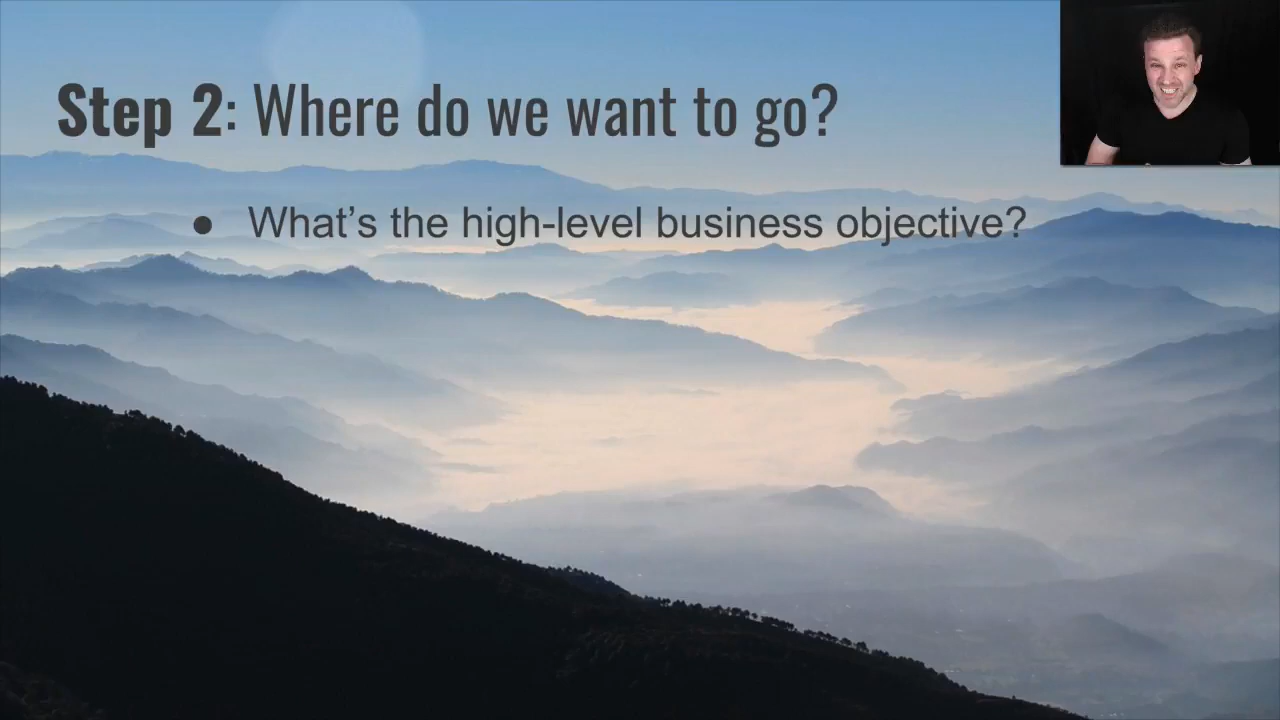 Step 2: Where do we want to go?
● What’s the high-level business objective?